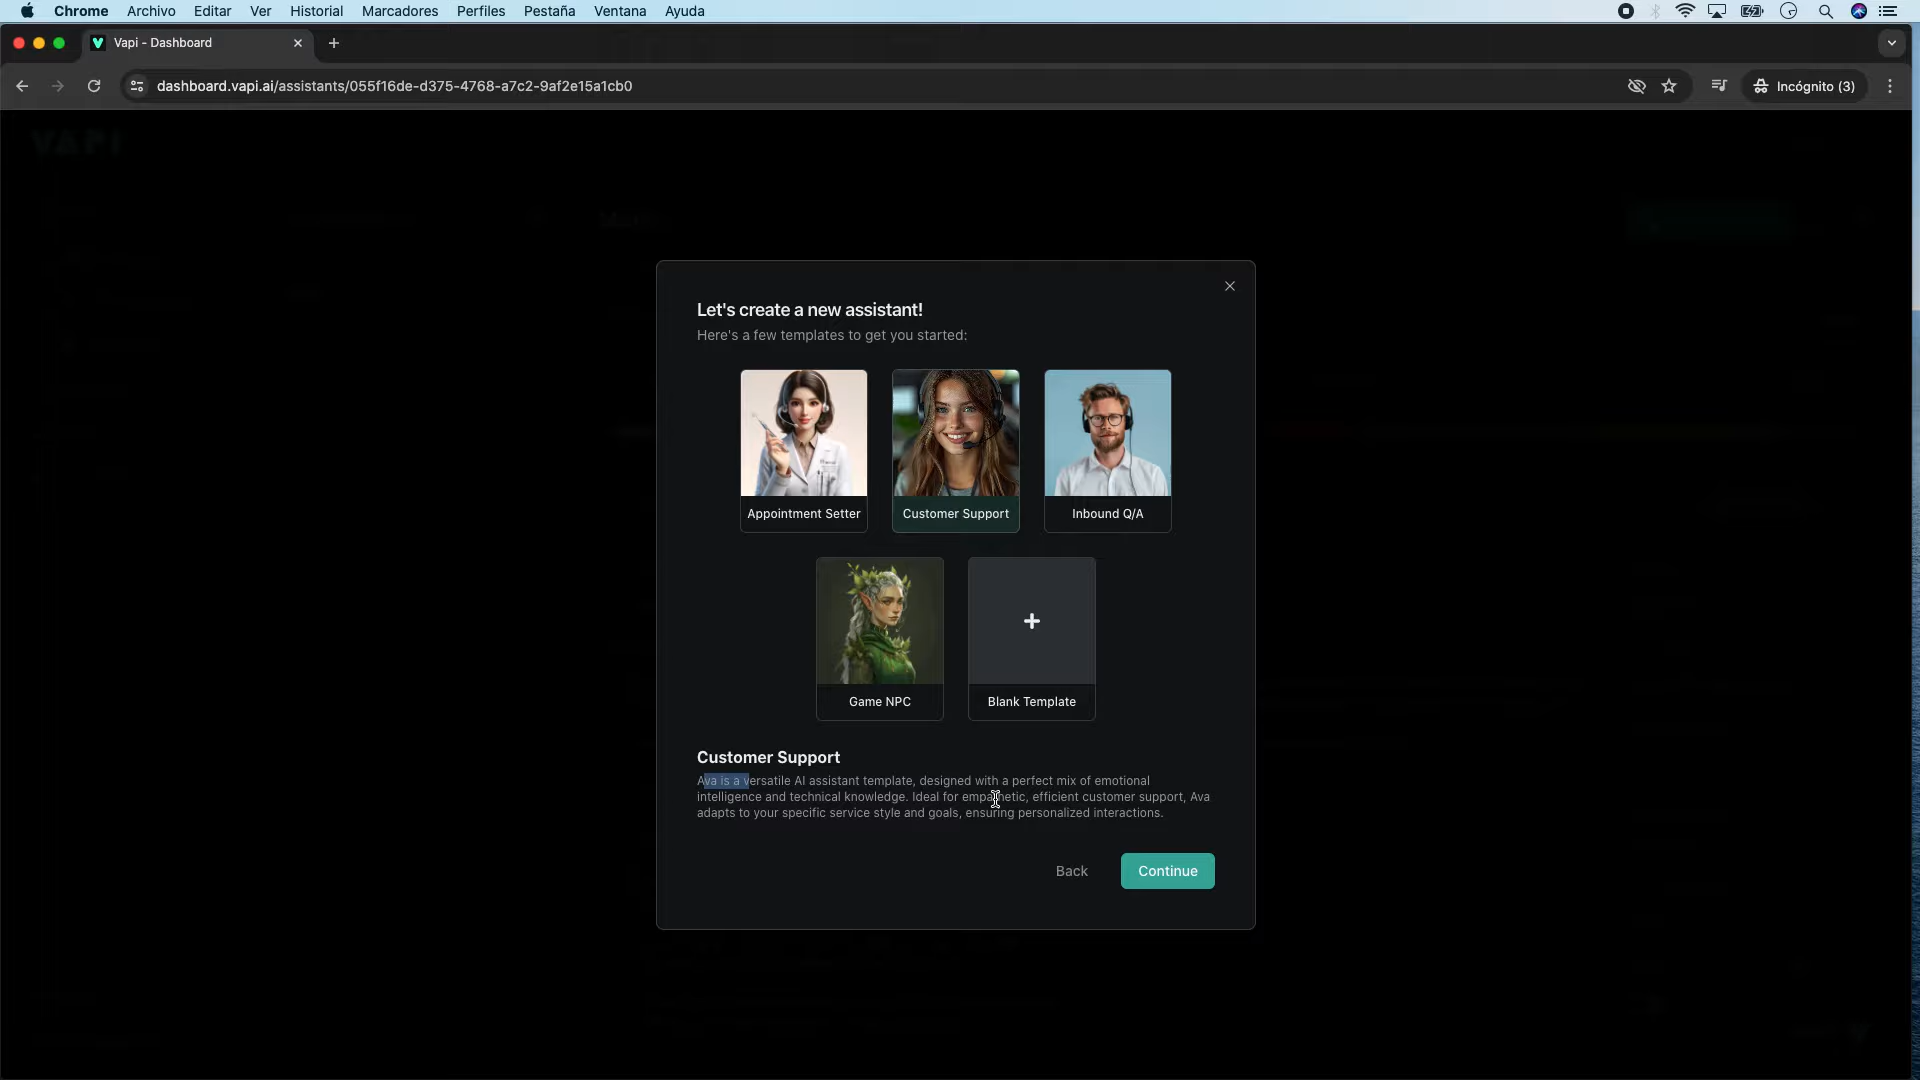 Chrome Archivo Editar Ver Historial Marcadores Perfiles Pestaña Ventana Ayuda
Vapi - Dashboard
dashboard.vapi.ai/assistants/055f16de-d375-4768-a7c2-9af2e15a1cb0
Incógnito (3)
VAPI
Let's create a new assistant!
Here's a few templates to get you started:
Appointment Setter
Customer Support
Inbound Q/A
Game NPC
Blank Template
Customer Support
Ava is a versatile AI assistant template, designed with a perfect mix of emotional
intelligence and technical knowledge. Ideal for empathetic, efficient customer support, Ava
adapts to your specific service style and goals, ensuring personalized interactions.
Back
Continue